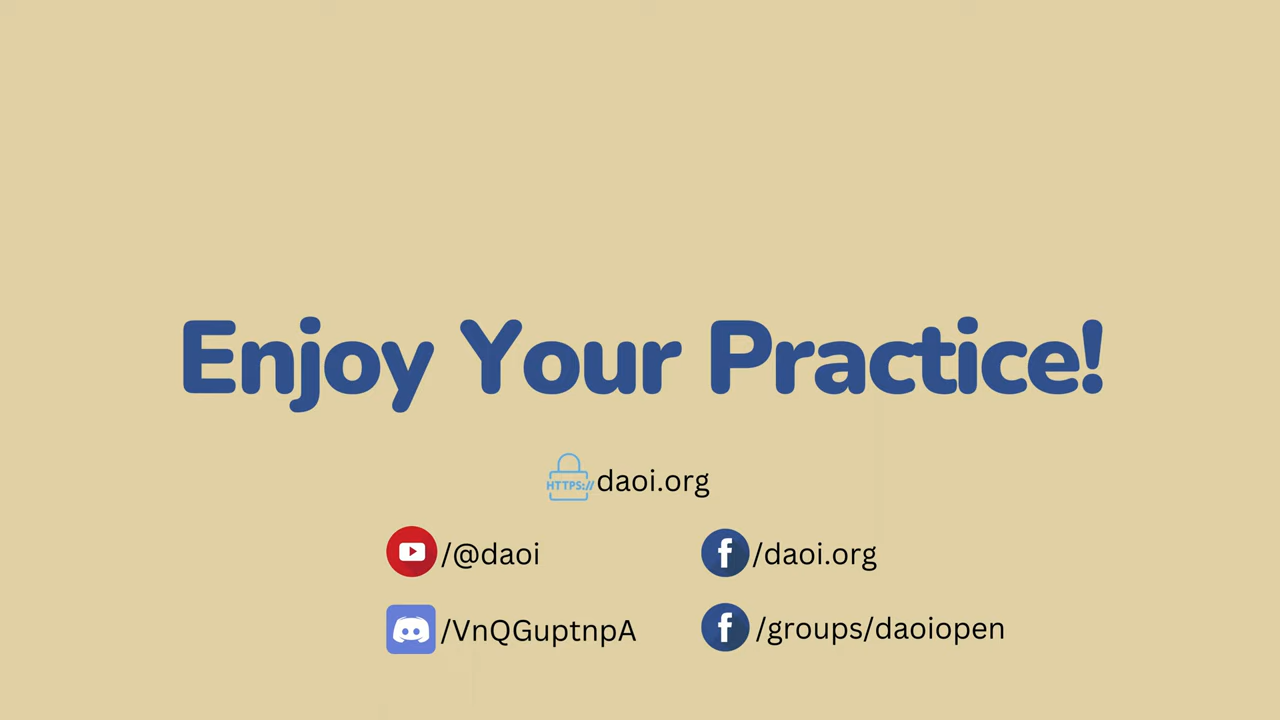 Enjoy Your Practice!
HTTPS:// daoi.org
/@daoi
/daoi.org
/VnQGuptnpA
/groups/daoiopen